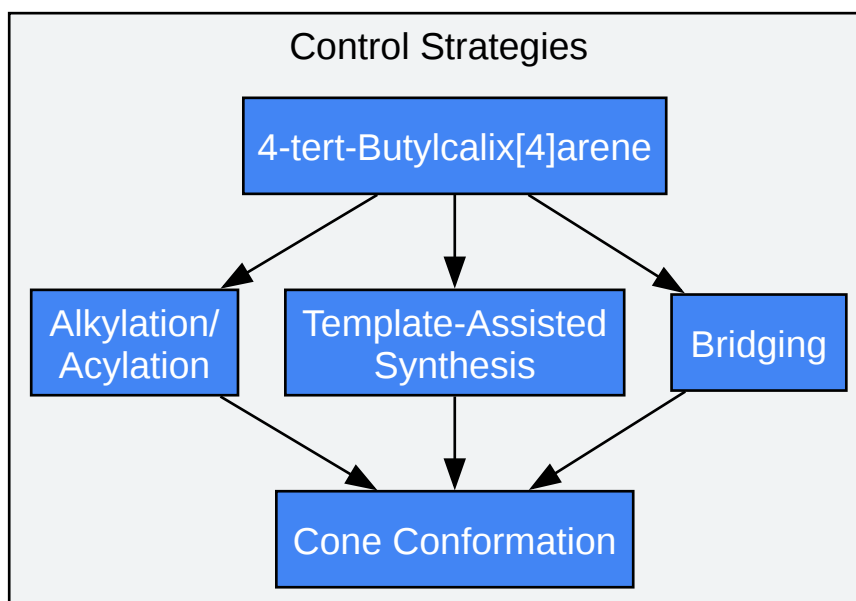 Control Strategies
4-tert-Butylcalix[4]arene
Alkylation/
Acylation
Template-Assisted
Synthesis
Bridging
Cone Conformation